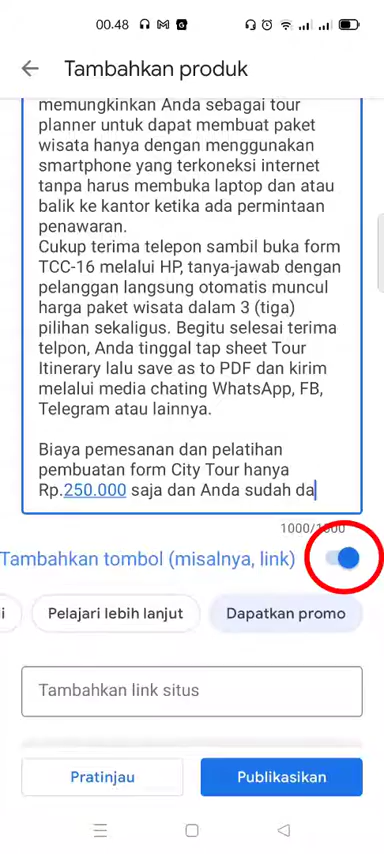 00.48
Tambahkan produk
memungkinkan Anda sebagai tour
planner untuk dapat membuat paket
wisata hanya dengan menggunakan
smartphone yang terkoneksi internet
tanpa harus membuka laptop dan atau
balik ke kantor ketika ada permintaan
penawaran.
Cukup terima telepon sambil buka form
TCC-16 melalui HP, tanya-jawab dengan
pelanggan langsung otomatis muncul
harga paket wisata dalam 3 (tiga)
pilihan sekaligus. Begitu selesai terima
telpon, Anda tinggal tap sheet Tour
Itinerary lalu save as to PDF dan kirim
melalui media chating WhatsApp, FB,
Telegram atau lainnya.
Biaya pemesanan dan pelatihan
pembuatan form City Tour hanya
Rp.250.000 saja dan Anda sudah da
1000/1000
Tambahkan tombol (misalnya, link)
i Pelajari lebih lanjut Dapatkan promo
Tambahkan link situs
Pratinjau Publikasikan